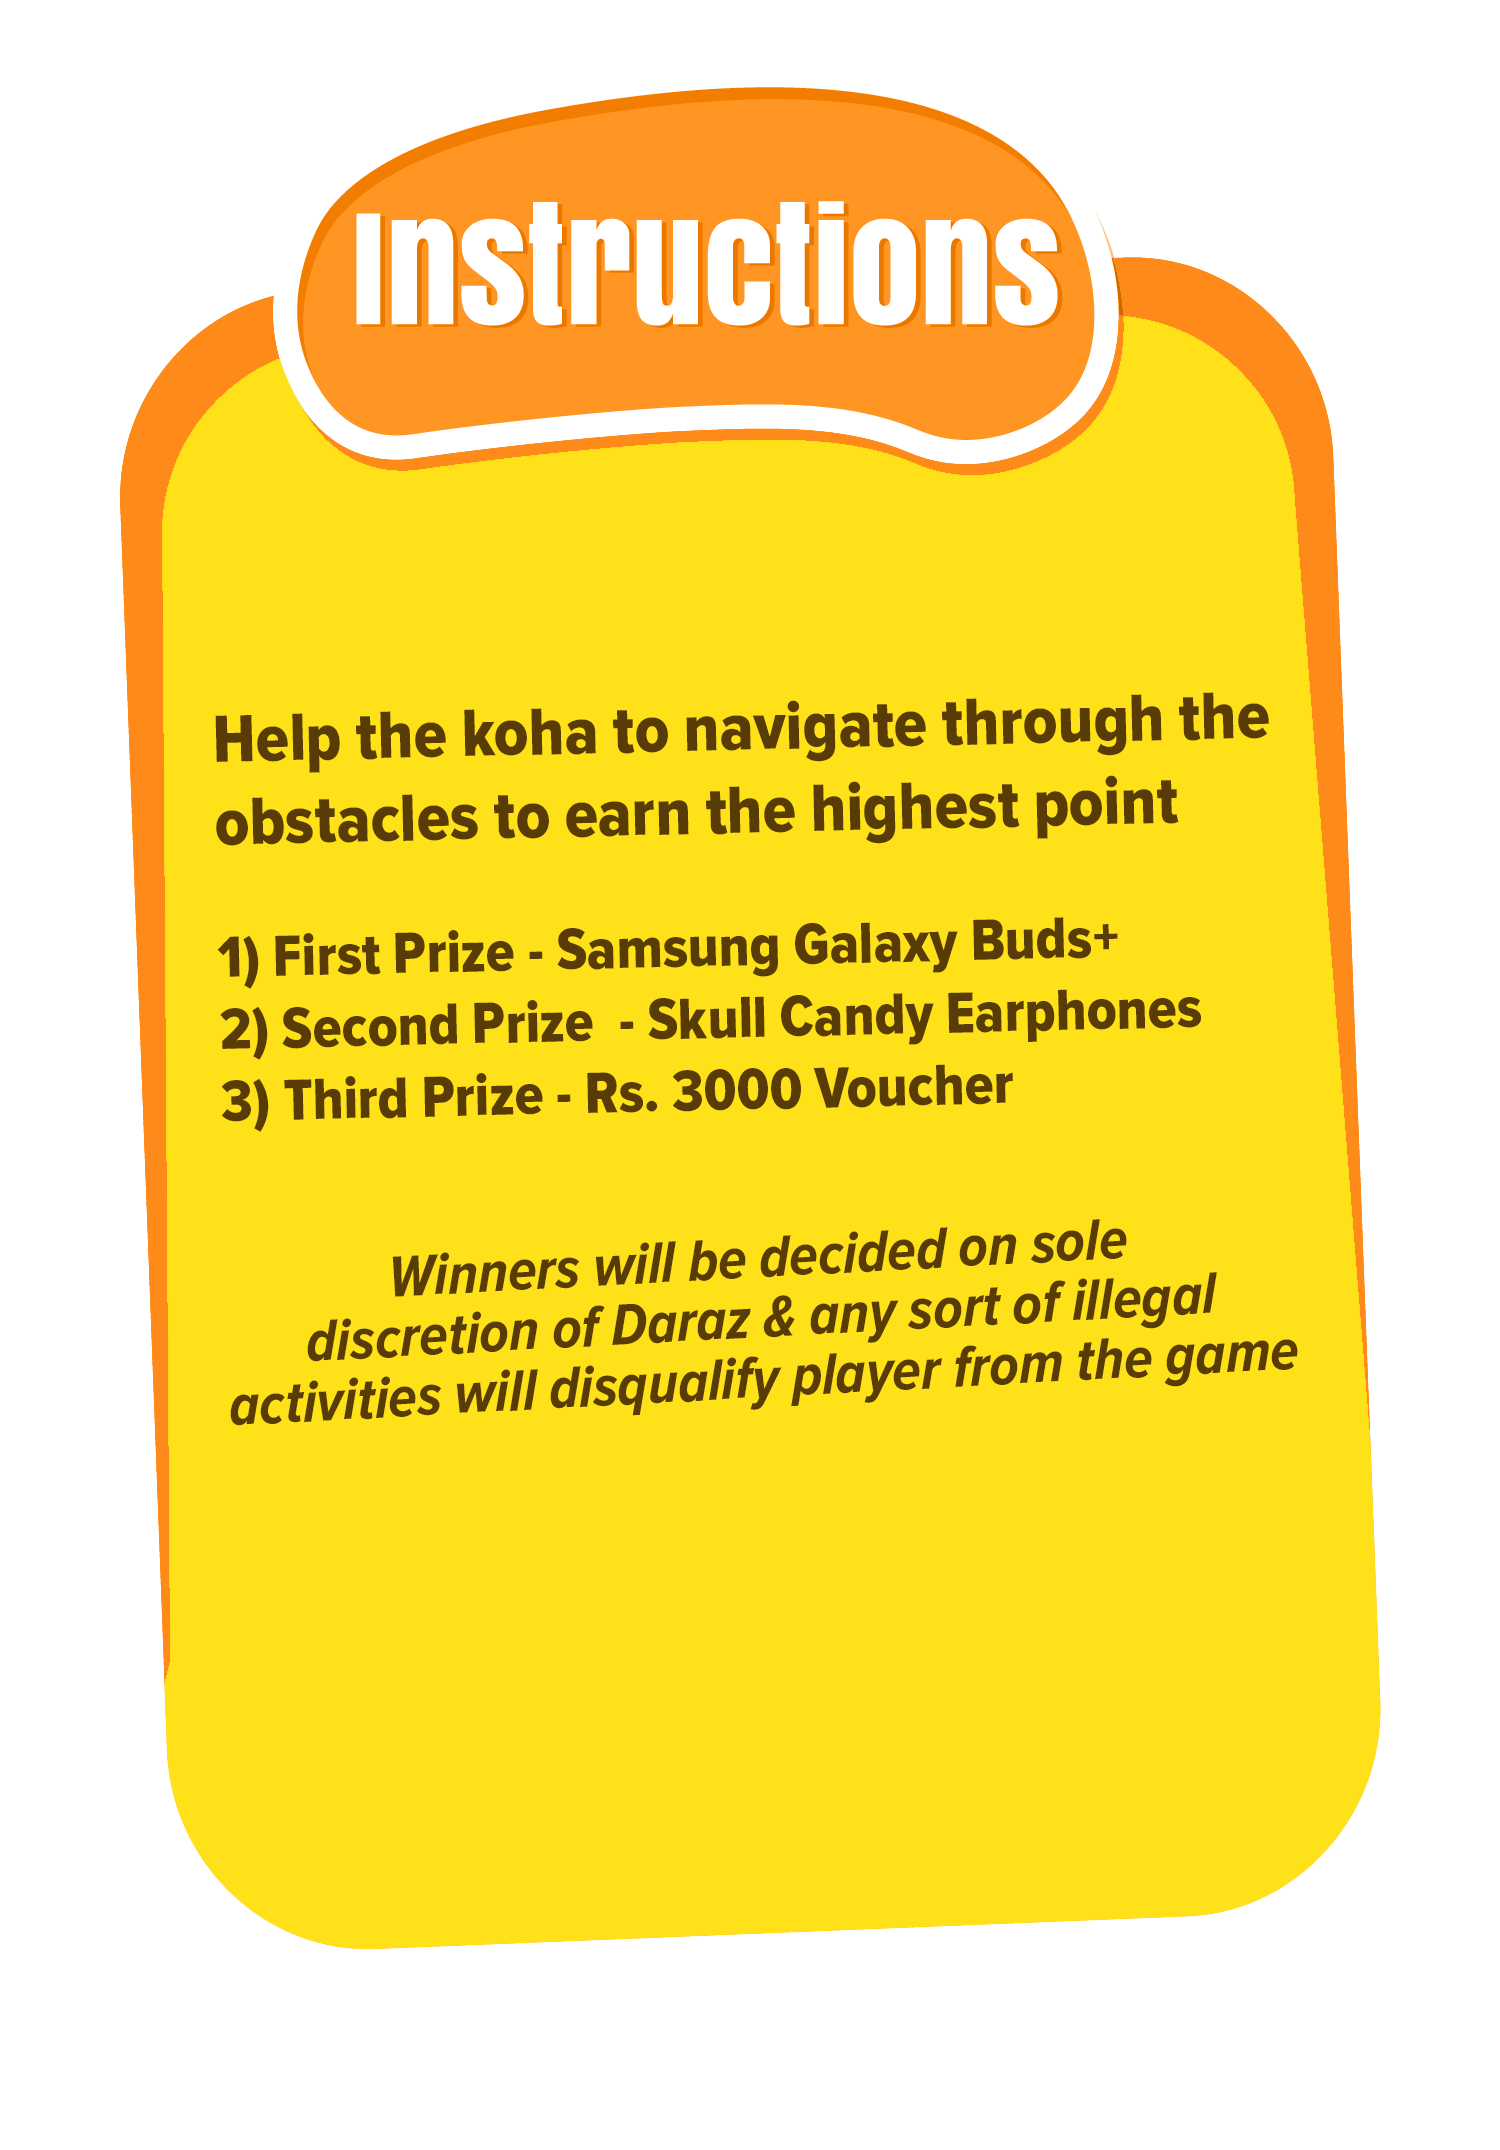 Instructions
Help the koha to navigate through the
obstacles to earn the highest point
1) First Prize - Samsung Galaxy Buds+
2) Second Prize  - Skull Candy Earphones
3) Third Prize - Rs. 3000 Voucher
Winners will be decided on sole
discretion of Daraz & any sort of illegal
activities will disqualify player from the game